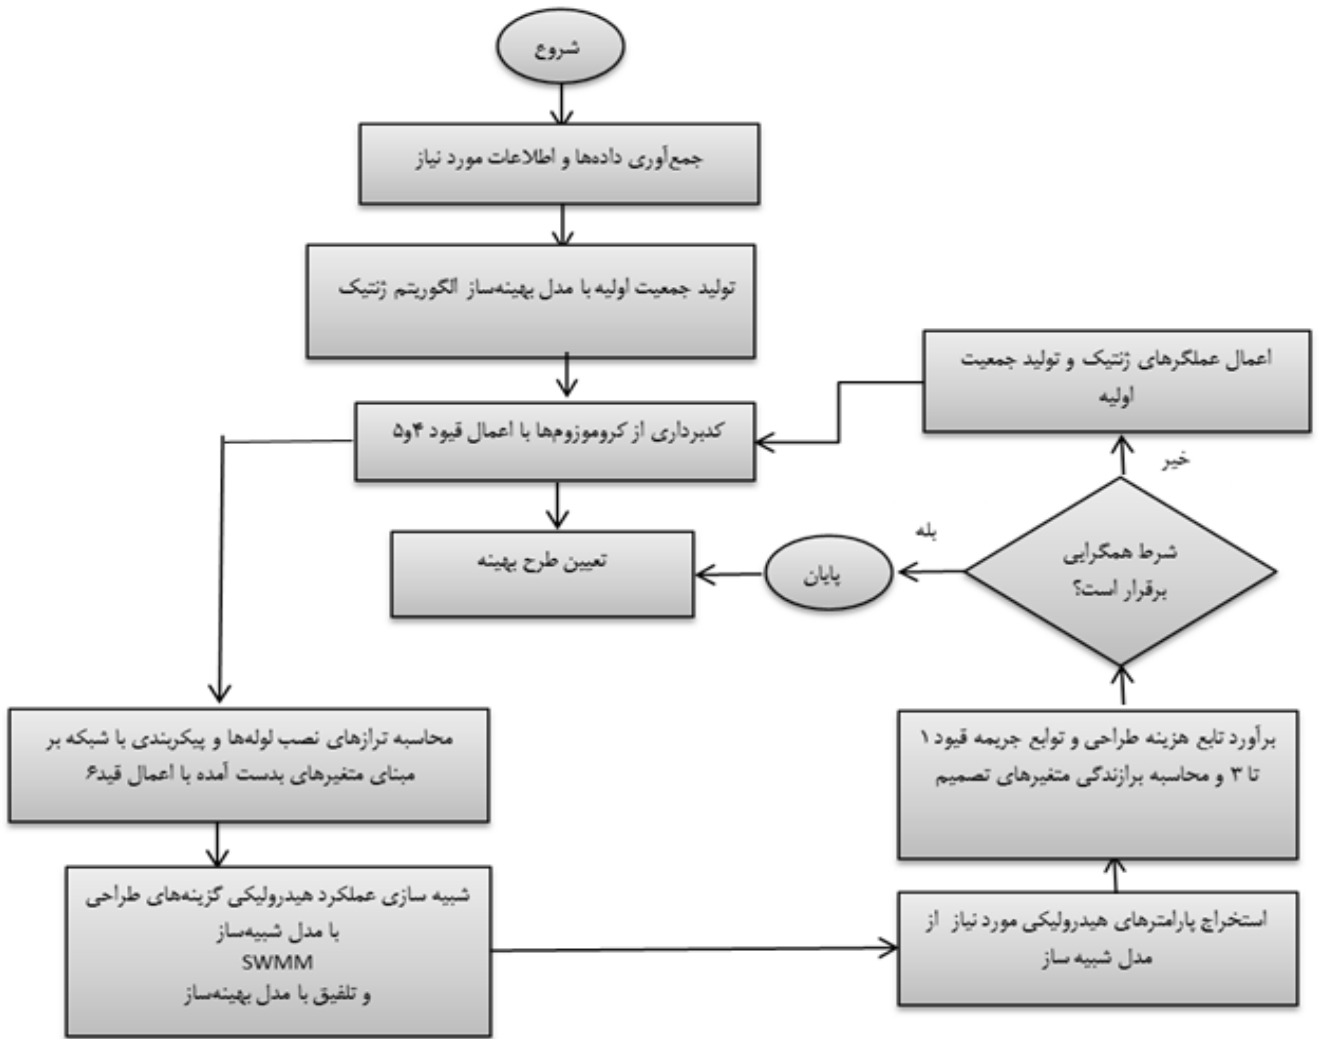 شروع
جمع‌آوری داده‌ها و اطلاعات مورد نیاز
تولید جمعیت اولیه با مدل بهینه‌ساز الگوریتم ژنتیک
اعمال عملگرهای ژنتیک و تولید جمعیت
اولیه
کدبرداری از کروموزوم‌ها با اعمال قیود ۴و۵
خیر
بله
شرط همگرایی
برقرار است؟
پایان
تعیین طرح بهینه
محاسبه ترازهای نصب لوله‌ها و پیکربندی با شبکه بر
مبنای متغیرهای بدست آمده با اعمال قید۶
برآورد تابع هزینه طراحی و توابع جریمه قیود ۱
تا ۳ و محاسبه برازندگی متغیرهای تصمیم
شبیه سازی عملکرد هیدرولیکی گزینه‌های طراحی
با مدل شبیه‌ساز
SWMM
و تلفیق با مدل بهینه‌ساز
استخراج پارامترهای هیدرولیکی مورد نیاز از
مدل شبیه ساز